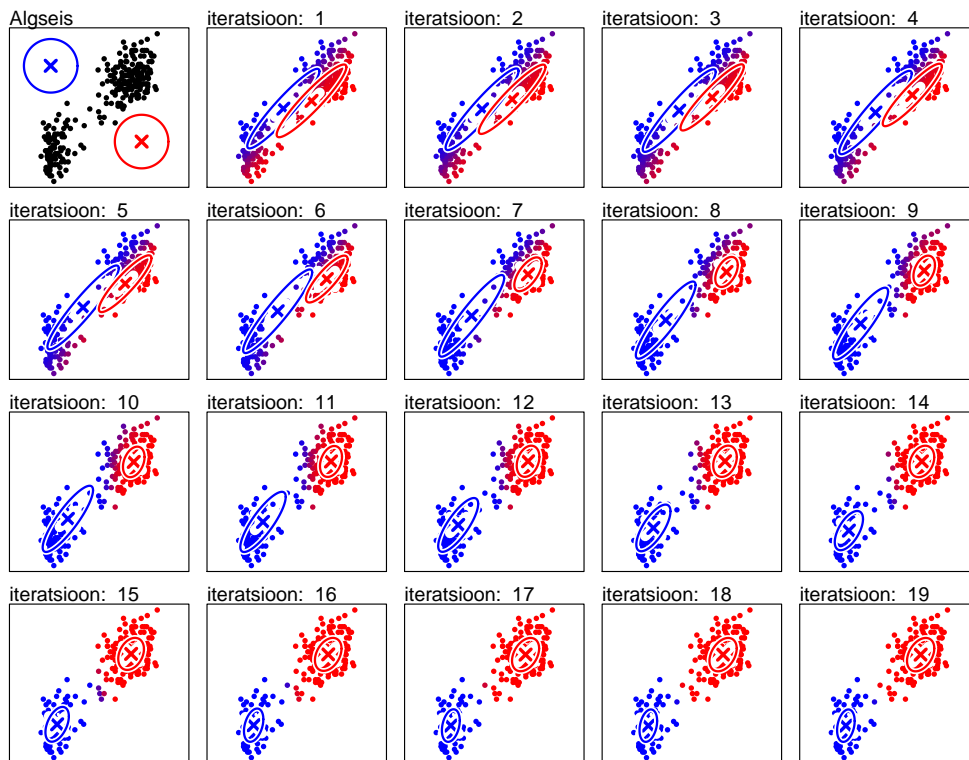 Algseis
iteratsioon: 1
iteratsioon: 2
iteratsioon: 3
iteratsioon: 4
iteratsioon: 5
iteratsioon: 6
iteratsioon: 7
iteratsioon: 8
iteratsioon: 9
iteratsioon: 10
iteratsioon: 11
iteratsioon: 12
iteratsioon: 13
iteratsioon: 14
iteratsioon: 15
iteratsioon: 16
iteratsioon: 17
iteratsioon: 18
iteratsioon: 19